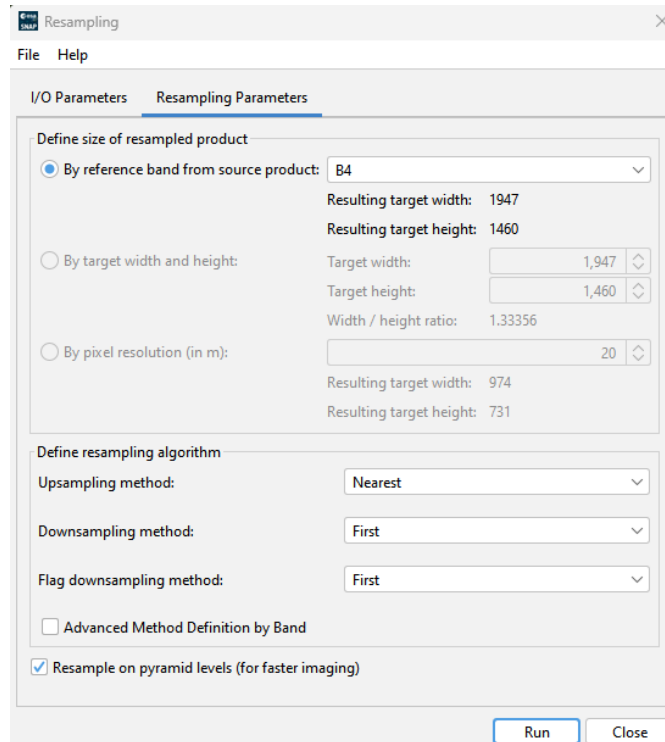 esa
SNAP
Resampling
File Help
I/O Parameters Resampling Parameters
Define size of resampled product
By reference band from source product: B4
Resulting target width: 1947
Resulting target height: 1460
By target width and height: Target width: 1,947
Target height: 1,460
Width / height ratio: 1.33356
By pixel resolution (in m): 20
Resulting target width: 974
Resulting target height: 731
Define resampling algorithm
Upsampling method: Nearest
Downsampling method: First
Flag downsampling method: First
Advanced Method Definition by Band
Resample on pyramid levels (for faster imaging)
Run Close